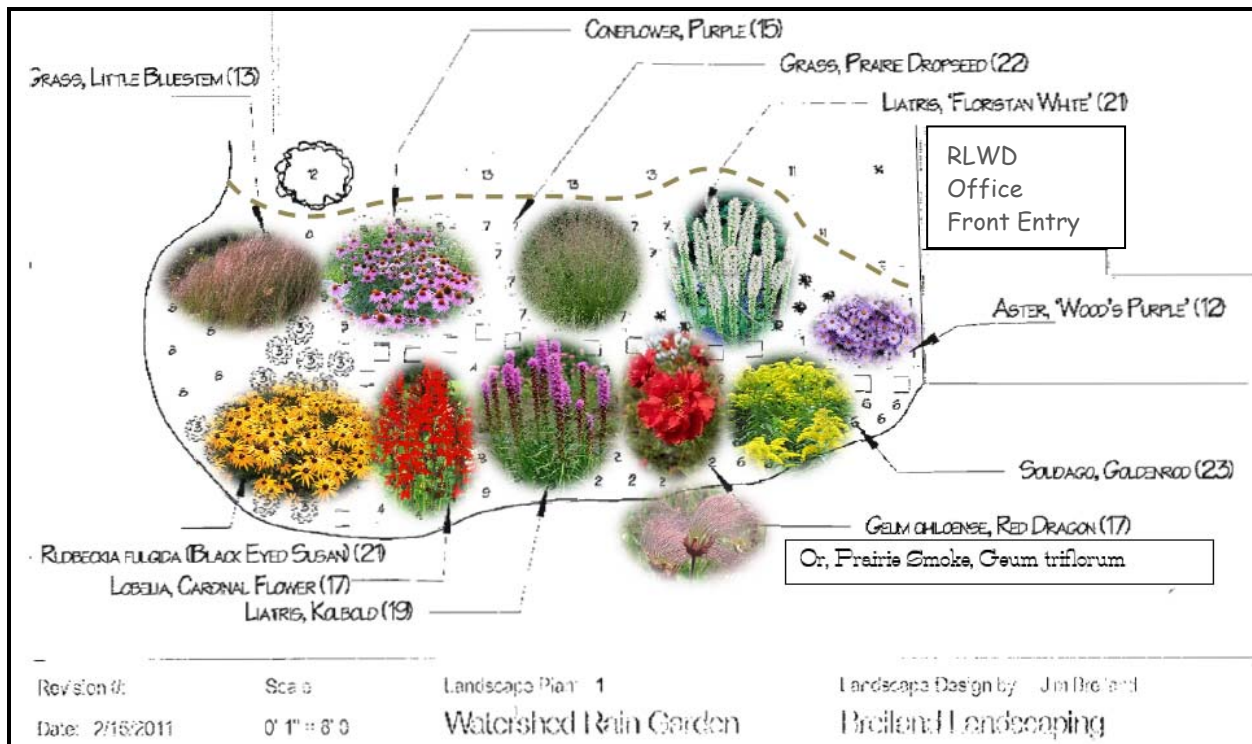 CONEFLOWER, PURPLE (15)
GRASS, PRAIRE DROPSEED (22)
GRASS, LITTLE BLUESTEM (13)
LIATRIS, 'FLORISTAN WHITE' (21)
RLWD
Office
Front Entry
ASTER, 'WOOD'S PURPLE' (12)
SOLIDAGO, GOLDENROD (23)
GEUM CHILOENSE, RED DRAGON (17)
Or, Prairie Smoke, Geum triflorum
RUDBECKIA FULGIDA (BLACK EYED SUSAN) (21)
LOBELIA, CARDINAL FLOWER (17)
LIATRIS, KOLBOLD (19)
Revision #:
Scale
Landscape Plan: 1
Landscape Design by: Jim Breiland
Date: 2/15/2011
0' 1" = 8' 0
Watershed Rain Garden
Breiland Landscaping